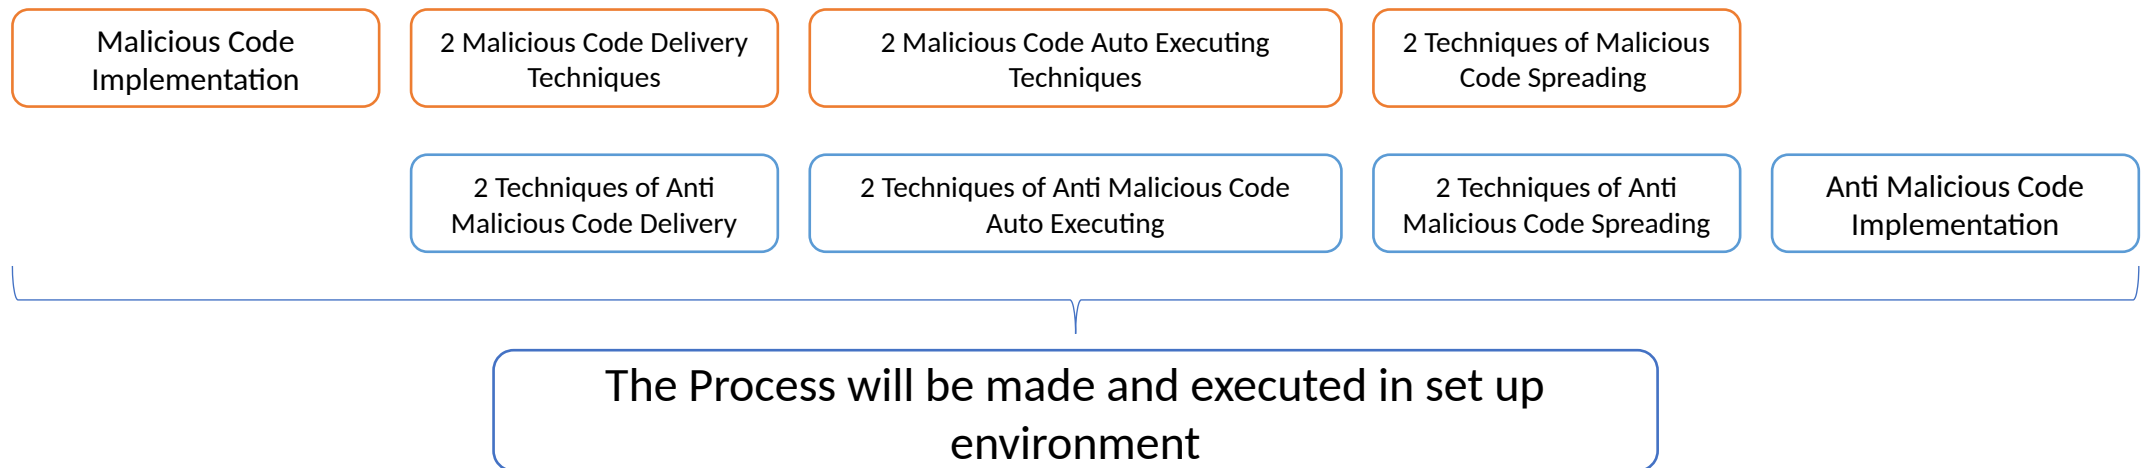 Malicious Code
Implementation
2 Malicious Code Delivery
Techniques
2 Malicious Code Auto Executing
Techniques
2 Techniques of Malicious
Code Spreading
2 Techniques of Anti
Malicious Code Delivery
2 Techniques of Anti Malicious Code
Auto Executing
2 Techniques of Anti
Malicious Code Spreading
Anti Malicious Code
Implementation
The Process will be made and executed in set up
environment